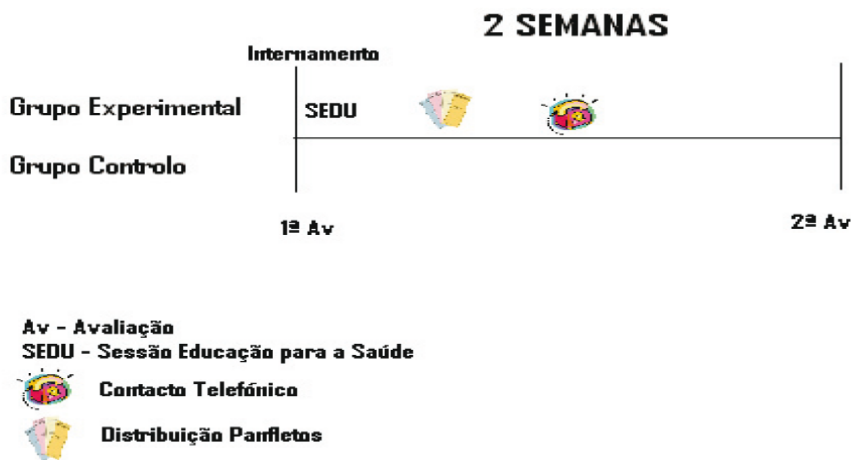 2 SEMANAS
Internamento
Grupo Experimental
SEDU
Grupo Controlo
1ª Av
2ª Av
Av - Avaliação
SEDU - Sessão Educação para a Saúde
Contacto Telefónico
Distribuição Panfletos